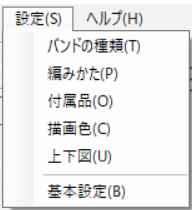 設定(S) ヘルプ(H)
バンドの種類(T)
編みかた(P)
付属品(O)
描画色(C)
上下図(U)
基本設定(B)